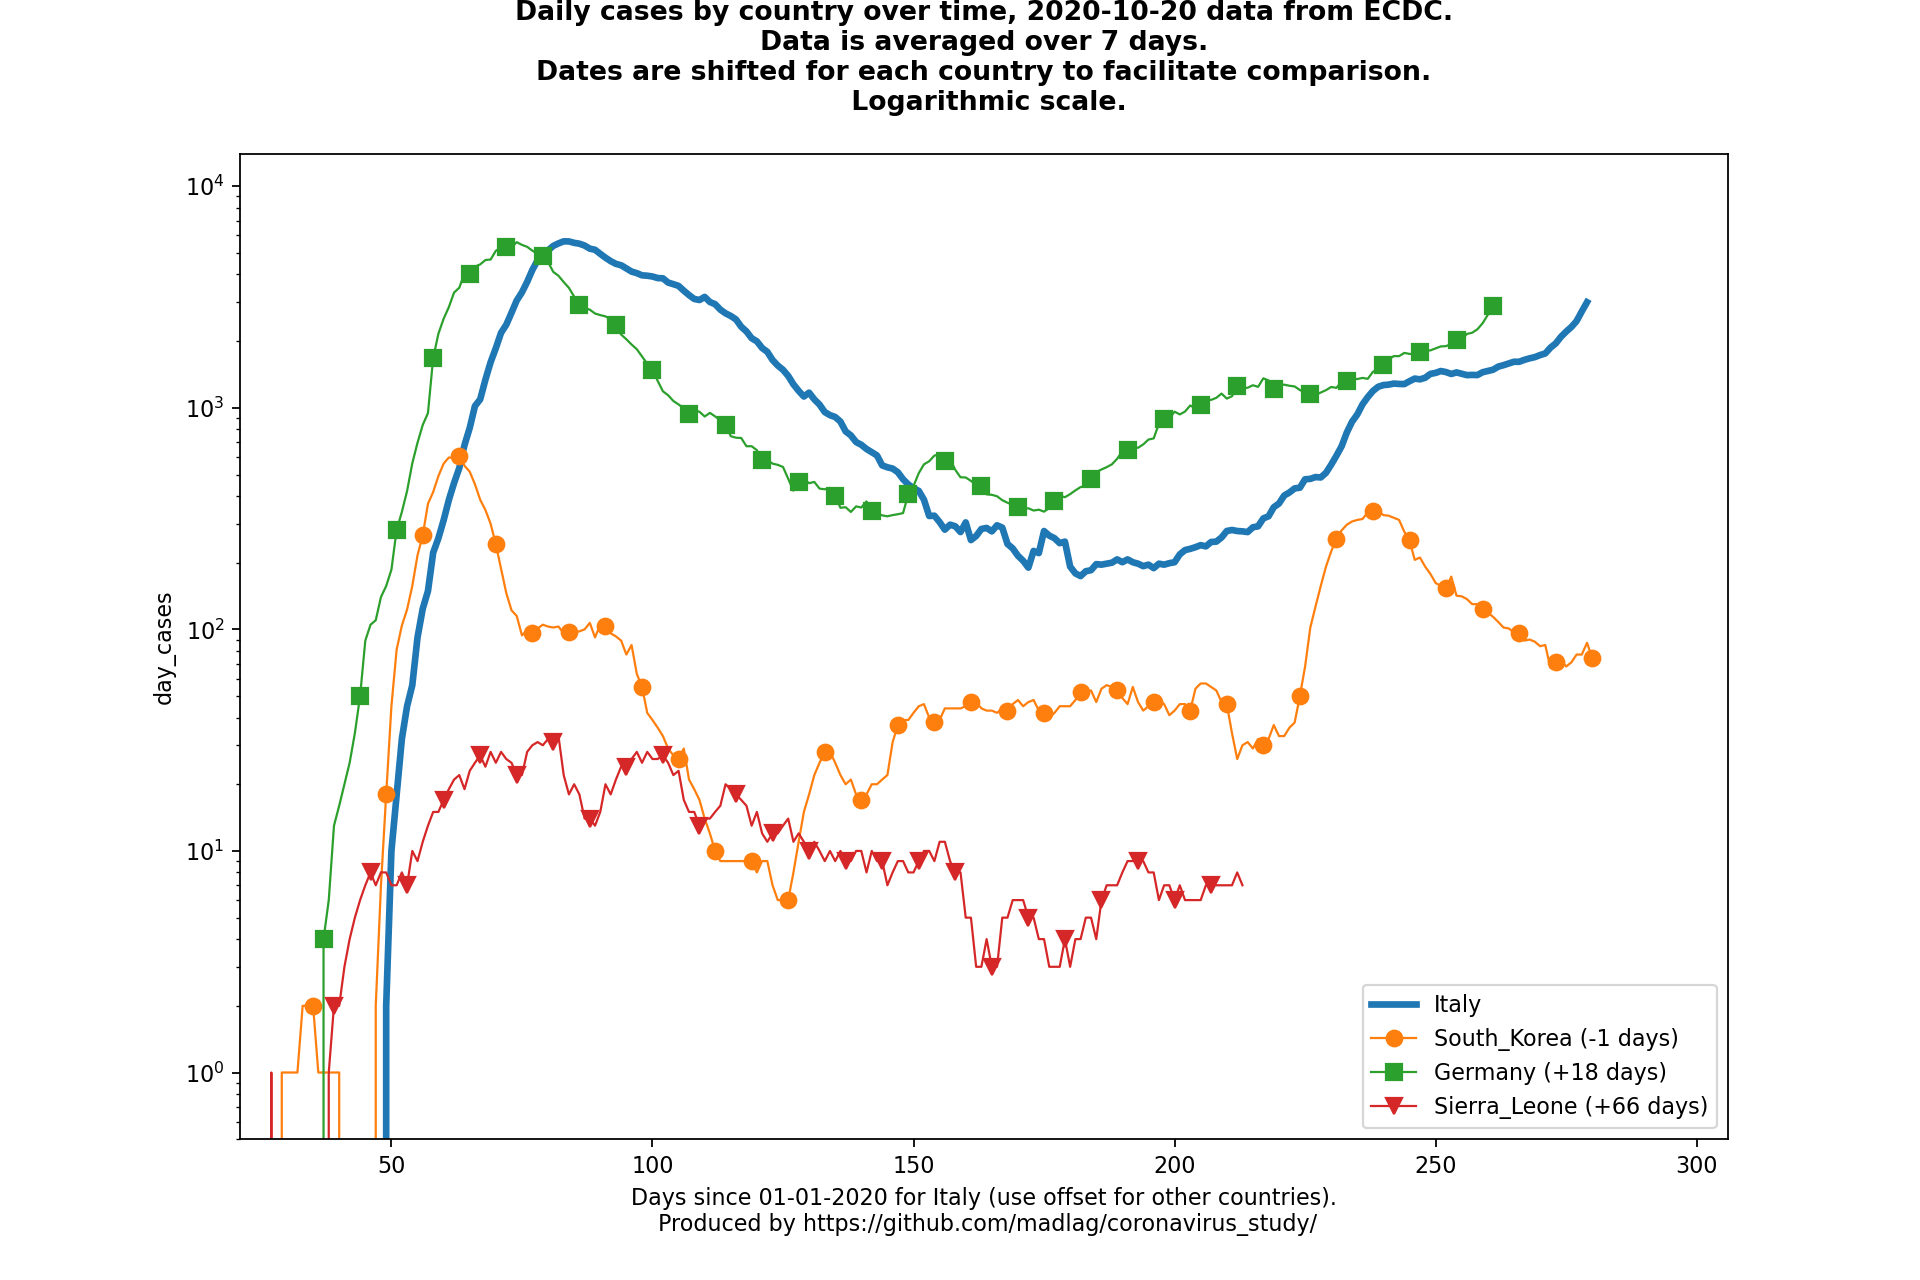 Daily cases by country over time, 2020-10-20 data from ECDC.
Data is averaged over 7 days.
Dates are shifted for each country to facilitate comparison.
Logarithmic scale.
10⁴
10³
10²
10¹
10⁰
day_cases
50
100
150
200
250
300
Italy
South_Korea (-1 days)
Germany (+18 days)
Sierra_Leone (+66 days)
Days since 01-01-2020 for Italy (use offset for other countries).
Produced by https://github.com/madlag/coronavirus_study/